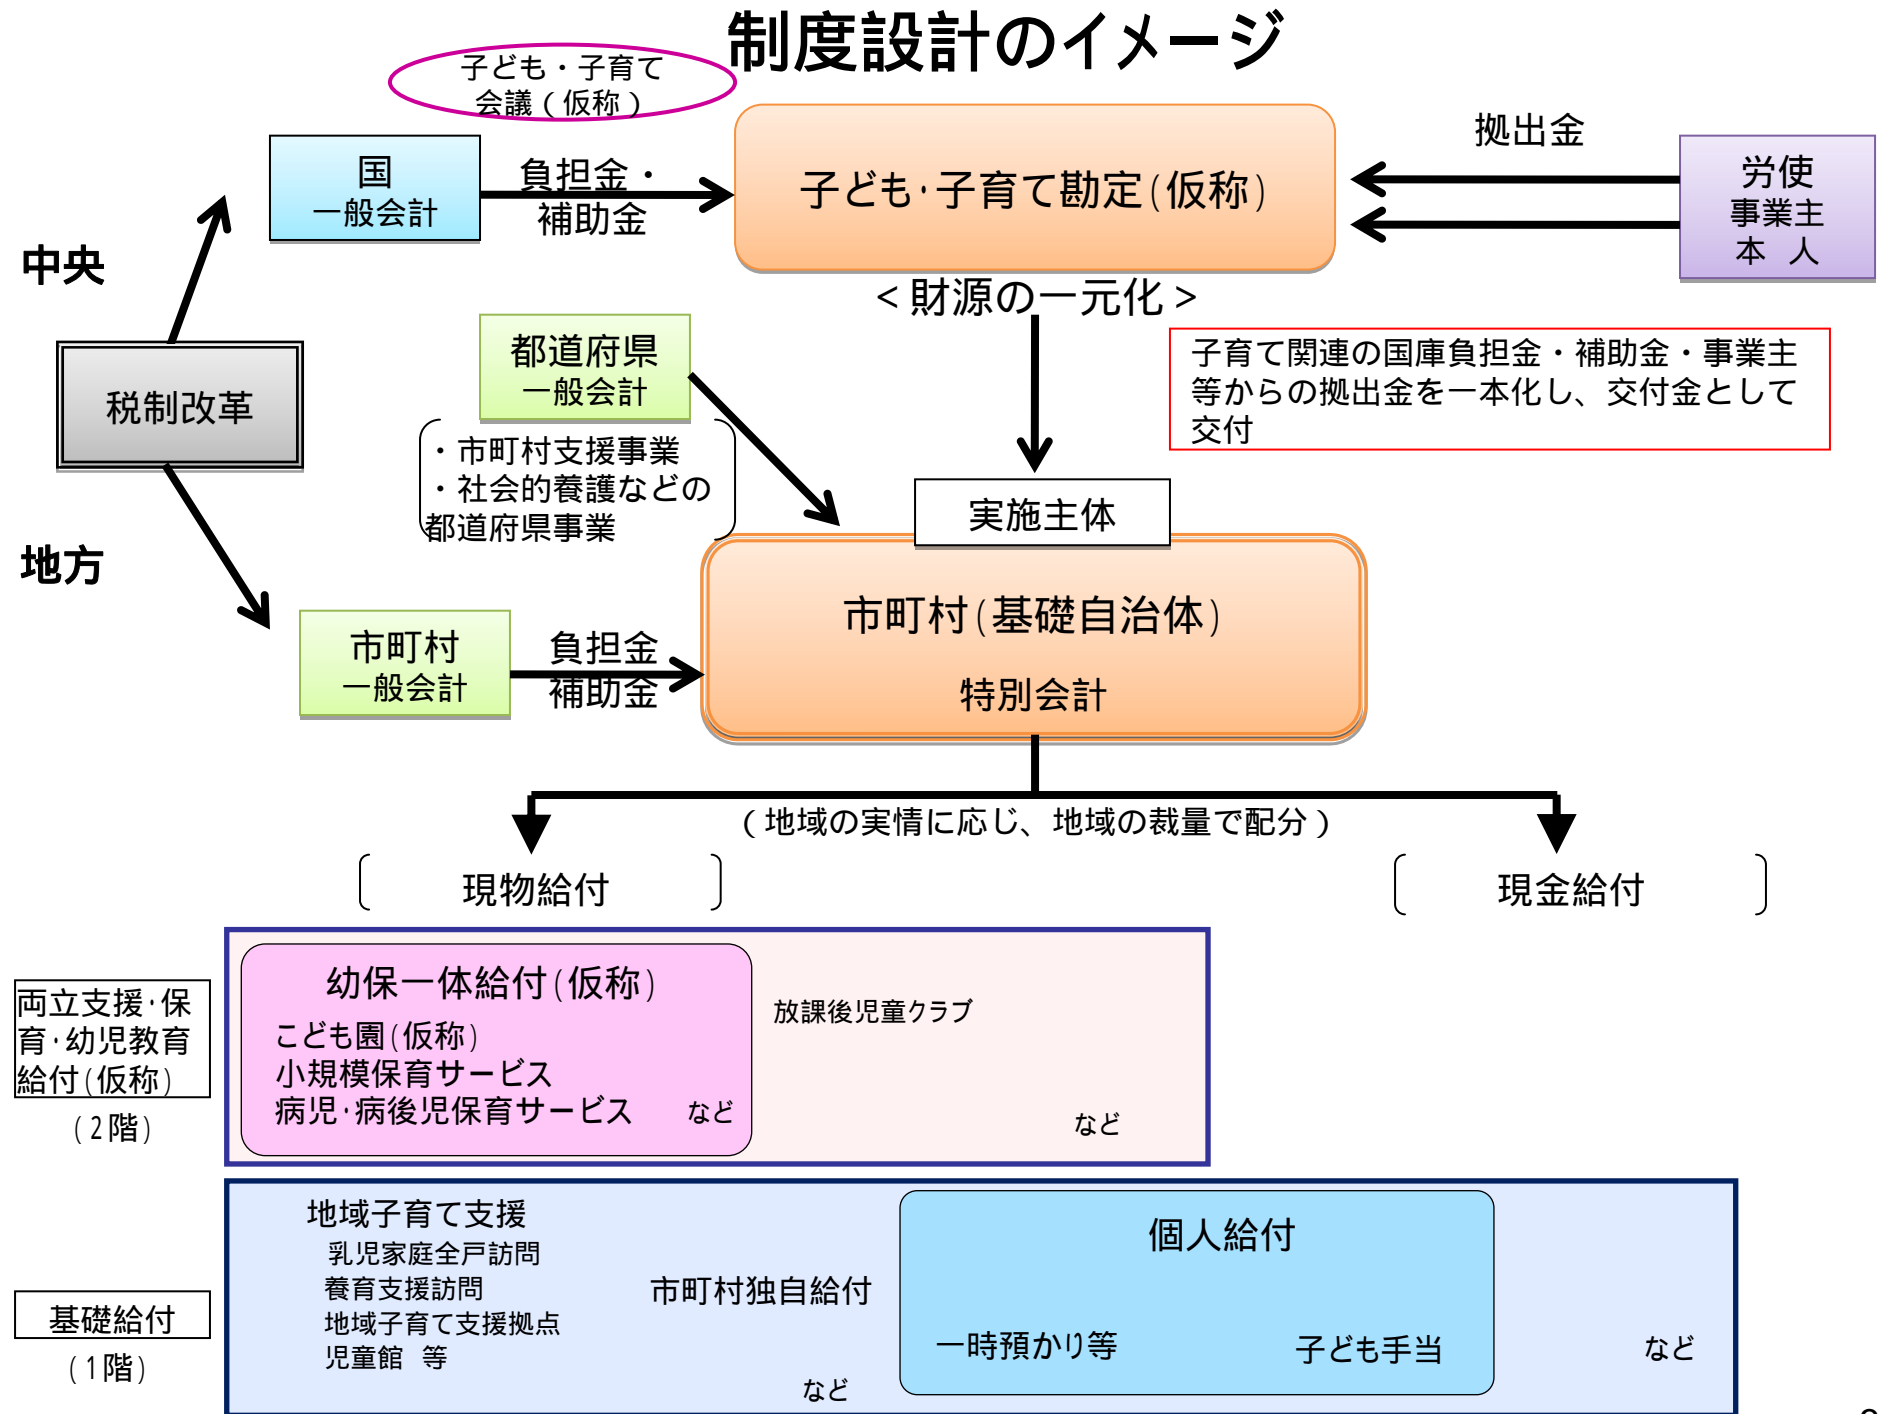 制度設計のイメージ
子ども・子育て
会議（仮称）
国
一般会計
負担金・
補助金
子ども・子育て勘定（仮称）
拠出金
労使
事業主
本　人
中央
＜財源の一元化＞
都道府県
一般会計
子育て関連の国庫負担金・補助金・事業主
等からの拠出金を一本化し、交付金として
交付
税制改革
・市町村支援事業
・社会的養護などの
都道府県事業
実施主体
地方
市町村（基礎自治体）
特別会計
市町村
一般会計
負担金
補助金
（地域の実情に応じ、地域の裁量で配分）
現物給付
現金給付
両立支援・保
育・幼児教育
給付（仮称）
（2階）
幼保一体給付（仮称）
こども園（仮称）
小規模保育サービス
病児・病後児保育サービス　など
放課後児童クラブ
など
基礎給付
（1階）
地域子育て支援
乳児家庭全戸訪問
養育支援訪問
地域子育て支援拠点
児童館　等
市町村独自給付
など
個人給付
一時預かり等
子ども手当
など